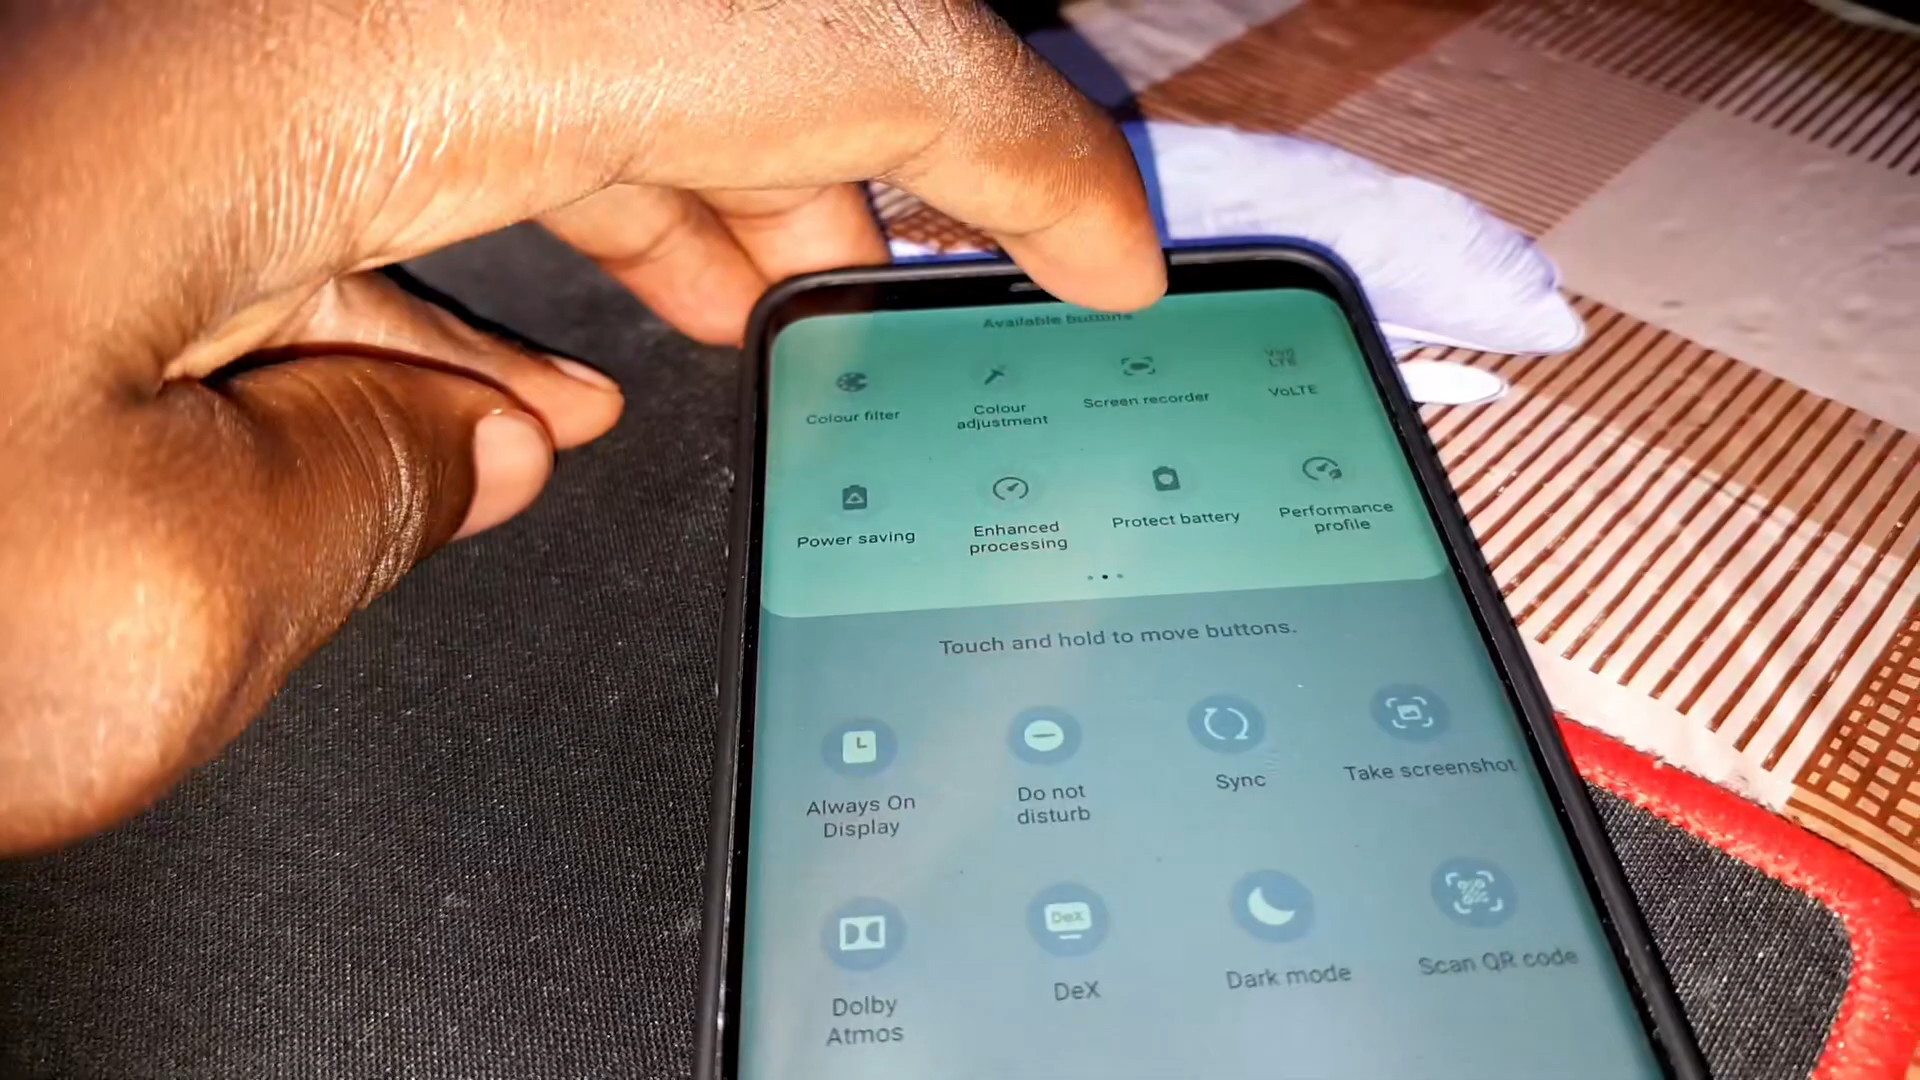 Available buttons
Colour filter
Colour
adjustment
Screen recorder
VoLTE
Power saving
Enhanced
processing
Protect battery
Performance
profile
Touch and hold to move buttons.
Always On
Display
Do not
disturb
Sync
Take screenshot
Dolby
Atmos
DeX
DeX
Dark mode
Scan QR code